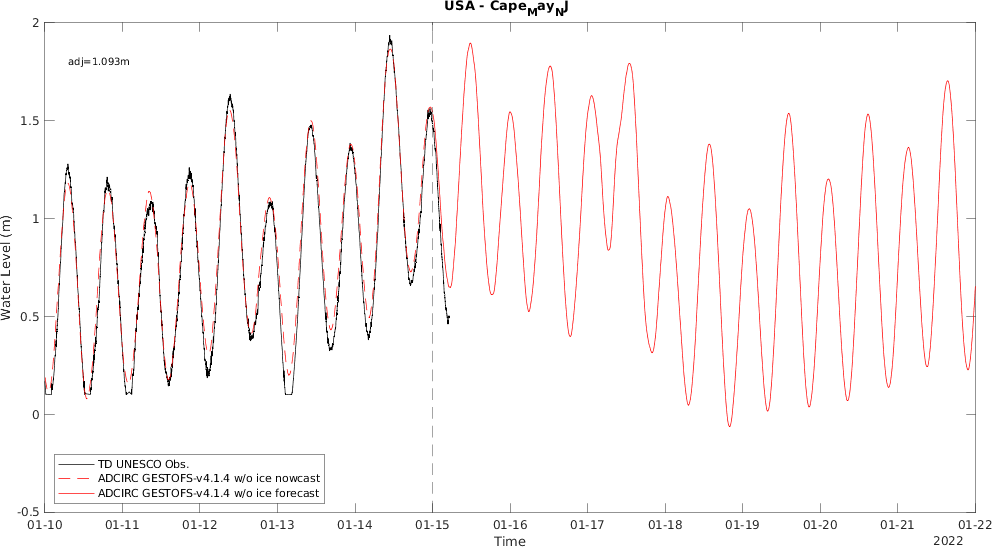 USA - Cape_May_NJ
adj=1.093m
2
1.5
1
0.5
0
-0.5
Water Level (m)
TD UNESCO Obs.
ADCIRC GESTOFS-v4.1.4 w/o ice nowcast
ADCIRC GESTOFS-v4.1.4 w/o ice forecast
01-10 01-11 01-12 01-13 01-14 01-15 01-16 01-17 01-18 01-19 01-20 01-21 01-22
Time
2022